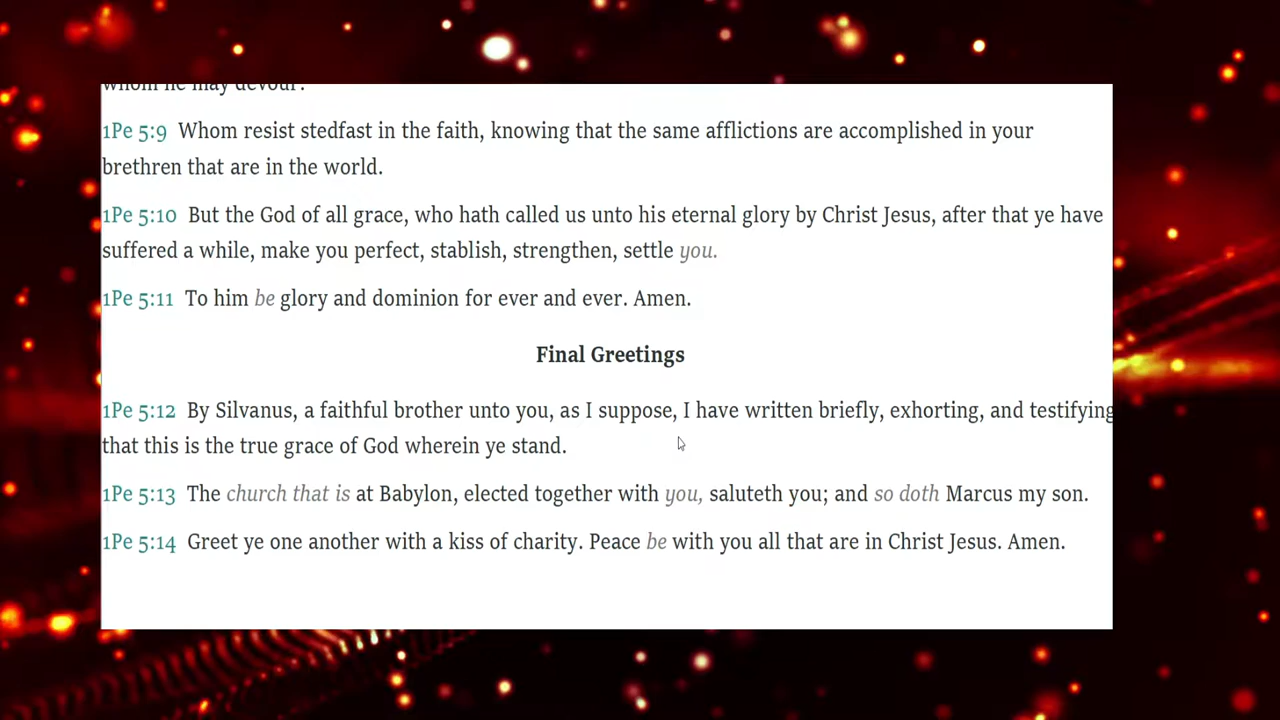 whom he may devour:
1Pe 5:9 Whom resist stedfast in the faith, knowing that the same afflictions are accomplished in your
brethren that are in the world.
1Pe 5:10 But the God of all grace, who hath called us unto his eternal glory by Christ Jesus, after that ye have
suffered a while, make you perfect, stablish, strengthen, settle you.
1Pe 5:11 To him be glory and dominion for ever and ever. Amen.
Final Greetings
1Pe 5:12 By Silvanus, a faithful brother unto you, as I suppose, I have written briefly, exhorting, and testifying
that this is the true grace of God wherein ye stand.
1Pe 5:13 The church that is at Babylon, elected together with you, saluteth you; and so doth Marcus my son.
1Pe 5:14 Greet ye one another with a kiss of charity. Peace be with you all that are in Christ Jesus. Amen.